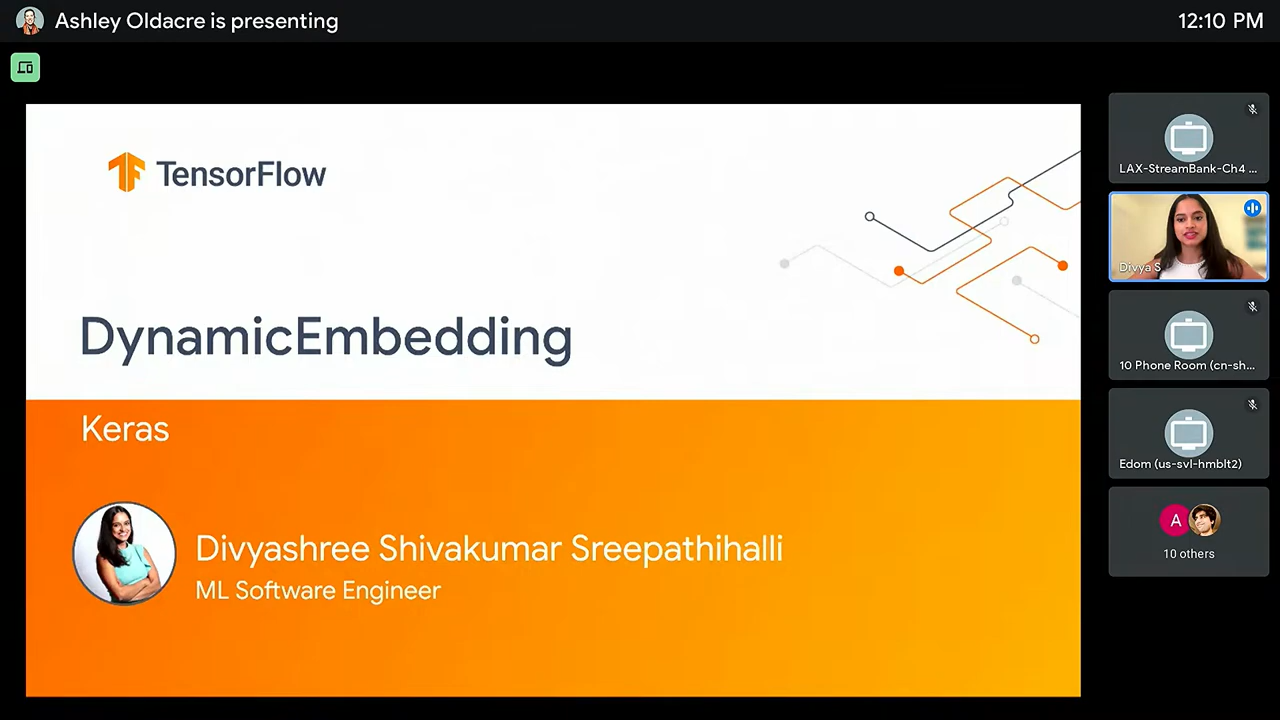 Ashley Oldacre is presenting
12:10 PM
TensorFlow
DynamicEmbedding
Keras
Divyashree Shivakumar Sreepathihalli
ML Software Engineer
LAX-StreamBank-Ch4 ...
Divya S
10 Phone Room (cn-sh...
Edom (us-svl-hmblt2)
A
10 others